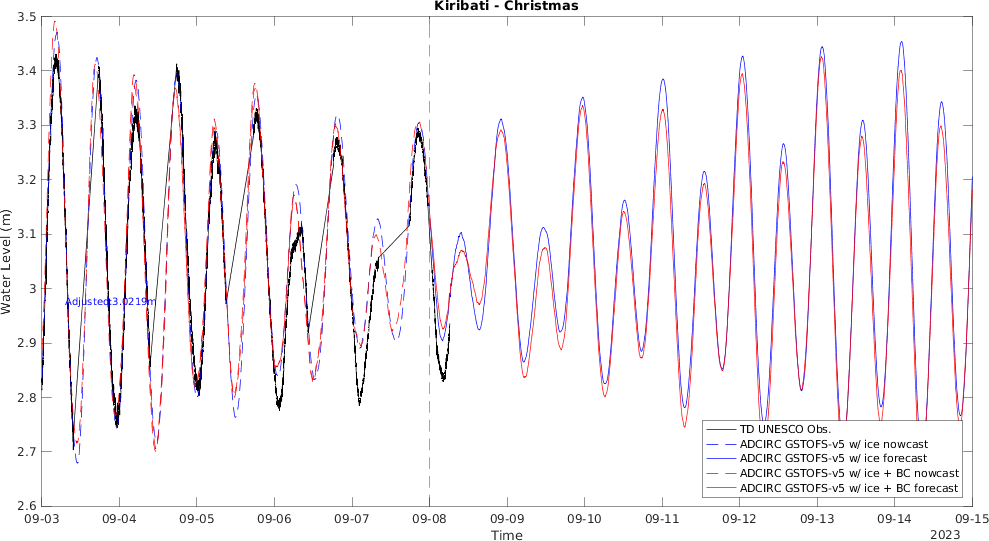 Kiribati - Christmas
3.5
3.4
3.3
3.2
3.1
3
2.9
2.8
2.7
2.6
Water Level (m)
Adjusted:3.0219m
TD UNESCO Obs.
ADCIRC GSTOFS-v5 w/ ice nowcast
ADCIRC GSTOFS-v5 w/ ice forecast
ADCIRC GSTOFS-v5 w/ ice + BC nowcast
ADCIRC GSTOFS-v5 w/ ice + BC forecast
09-03 09-04 09-05 09-06 09-07 09-08 09-09 09-10 09-11 09-12 09-13 09-14 09-15
Time
2023